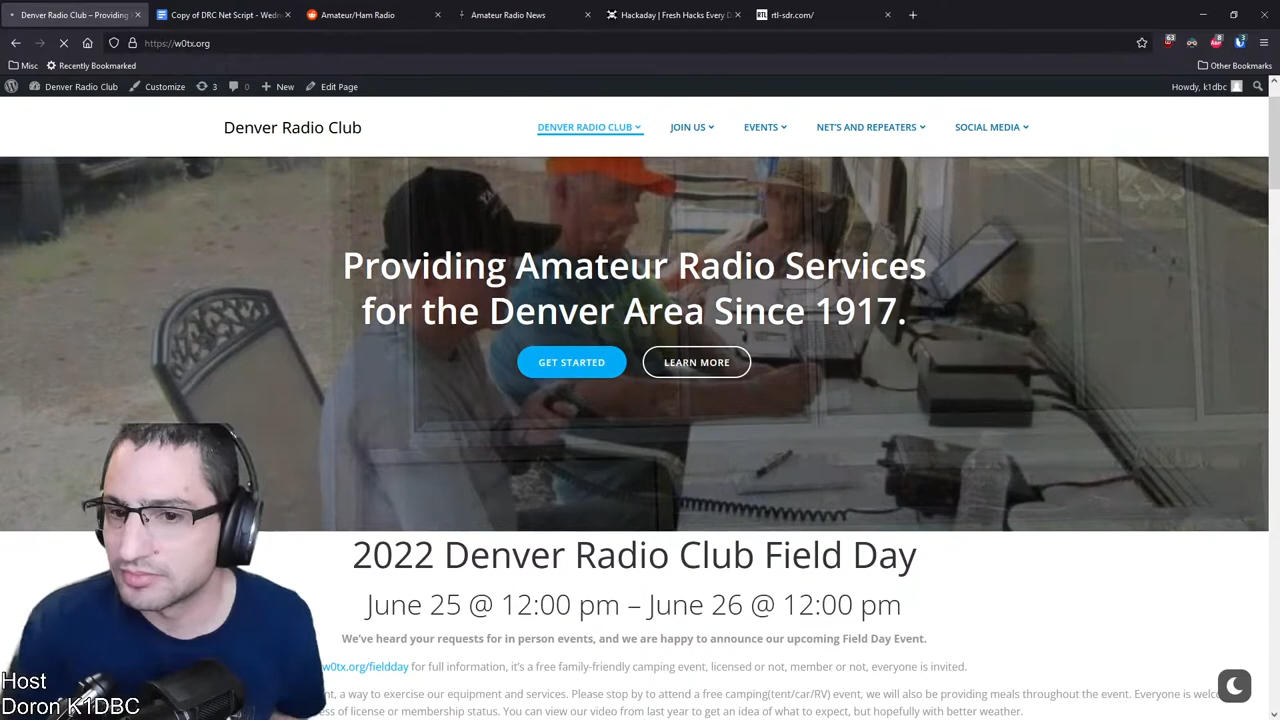 Denver Radio Club – Providing
Copy of DRC Net Script - Wedn
Amateur/Ham Radio
Amateur Radio News
Hackaday | Fresh Hacks Every D
RTL
rtl-sdr.com/
https://w0tx.org
63
8
3
Misc
Recently Bookmarked
Other Bookmarks
Denver Radio Club
Customize
3
0
New
Edit Page
Howdy, k1dbc
Denver Radio Club
DENVER RADIO CLUB
JOIN US
EVENTS
NET'S AND REPEATERS
SOCIAL MEDIA
Providing Amateur Radio Services
for the Denver Area Since 1917.
GET STARTED
LEARN MORE
2022 Denver Radio Club Field Day
June 25 @ 12:00 pm – June 26 @ 12:00 pm
We've heard your requests for in person events, and we are happy to announce our upcoming Field Day Event.
w0tx.org/fieldday for full information, it's a free family-friendly camping event, licensed or not, member or not, everyone is invited.
, a way to exercise our equipment and services. Please stop by to attend a free camping(tent/car/RV) event, we will also be providing meals throughout the event. Everyone is
of license or membership status. You can view our video from last year to get an idea of what to expect, but hopefully with better weather.
Host
Doron K1DBC